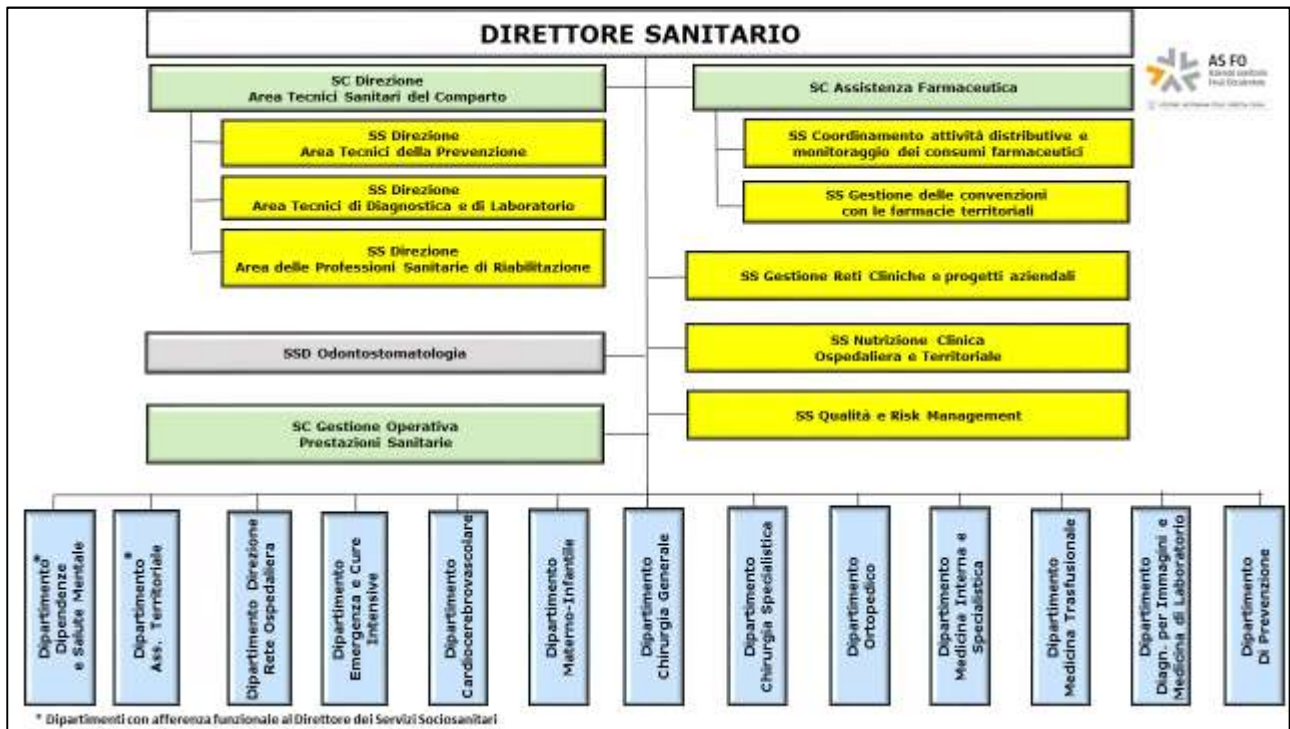 DIRETTORE SANITARIO
AS FO
SC Direzione
Area Tecnici Sanitari del Comparto
SC Assistenza Farmaceutica
SS Direzione
Area Tecnici della Prevenzione
SS Coordinamento attività distributive e
monitoraggio dei consumi farmaceutici
SS Direzione
Area Tecnici di Diagnostica e di Laboratorio
SS Gestione delle convenzioni
con le farmacie territoriali
SS Direzione
Area delle Professioni Sanitarie di Riabilitazione
SS Gestione Reti Cliniche e progetti aziendali
SSD Odontostomatologia
SS Nutrizione Clinica
Ospedaliera e Territoriale
SC Gestione Operativa
Prestazioni Sanitarie
SS Qualità e Risk Management
Dipartimento*
Dipendenze
e Salute Mentale
Dipartimento*
Ass. Territoriale
Dipartimento Direzione
Rete Ospedaliera
Dipartimento
Emergenza e Cure
Intensive
Dipartimento
Cardiocerebrovascolare
Dipartimento
Materno-Infantile
Dipartimento
Chirurgia Generale
Dipartimento
Chirurgia Specialistica
Dipartimento
Ortopedico
Dipartimento
Medicina Interna e
Specialistica
Dipartimento
Medicina Trasfusionale
Dipartimento
Diagn. per Immagini e
Medicina di Laboratorio
Dipartimento
Di Prevenzione
* Dipartimenti con afferenza funzionale al Direttore dei Servizi Sociosanitari